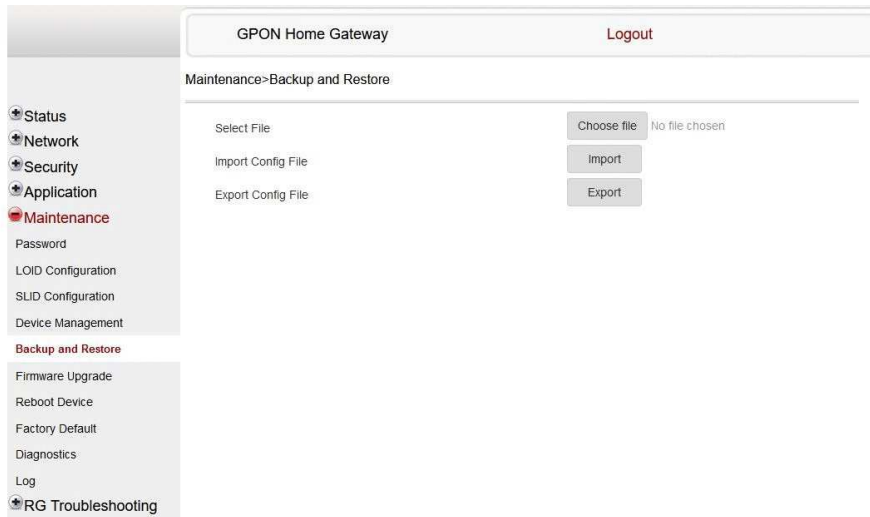 GPON Home Gateway
Logout
Maintenance>Backup and Restore
Status
Network
Security
Application
Maintenance
Password
LOID Configuration
SLID Configuration
Device Management
Backup and Restore
Firmware Upgrade
Reboot Device
Factory Default
Diagnostics
Log
RG Troubleshooting
Select File
Choose file No file chosen
Import Config File
Import
Export Config File
Export